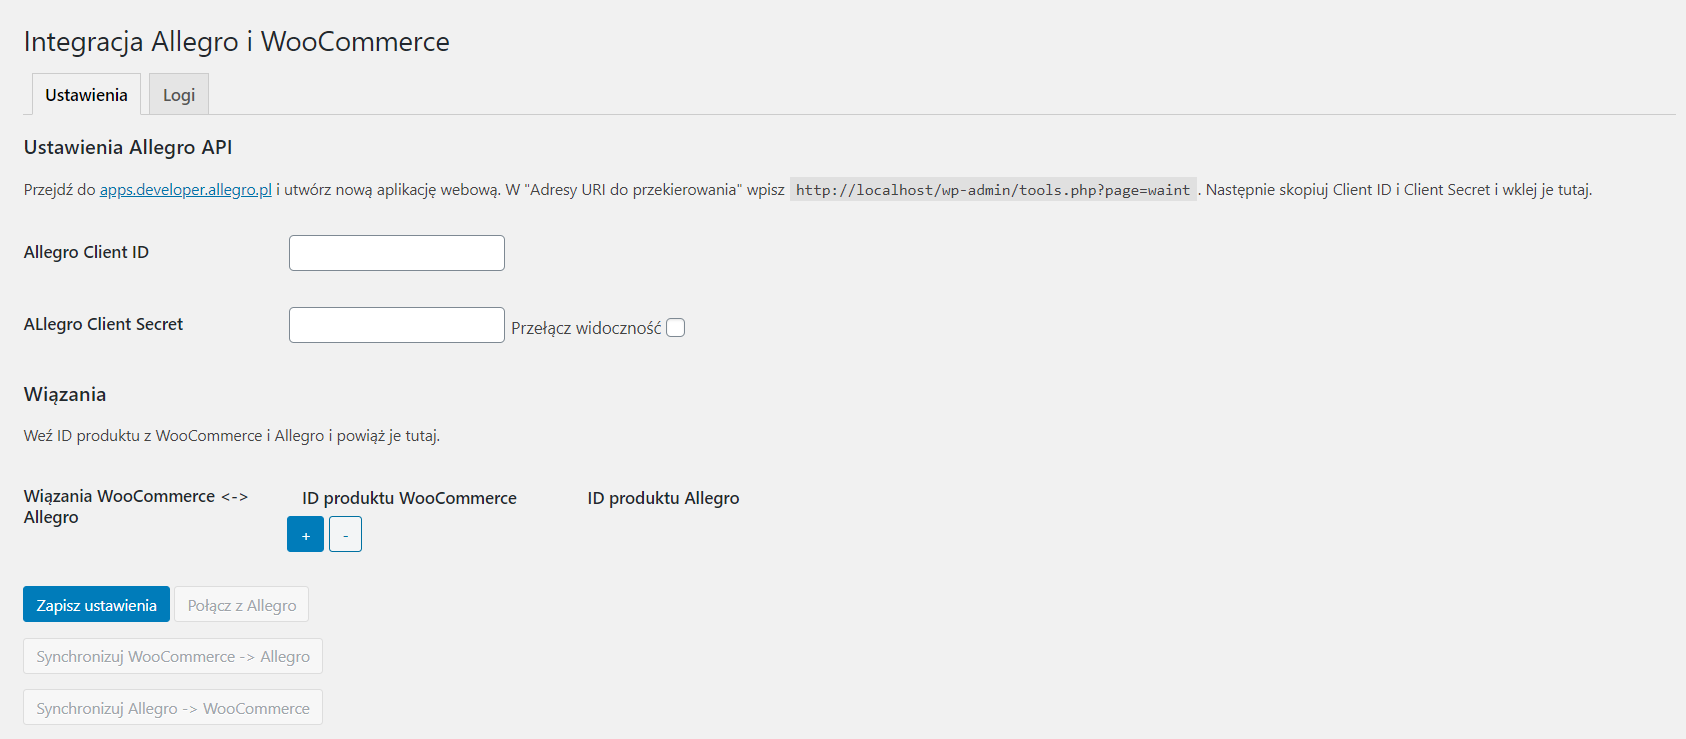 Integracja Allegro i WooCommerce
Ustawienia
Logi
Ustawienia Allegro API
Przejdź do apps.developer.allegro.pl i utwórz nową aplikację webową. W "Adresy URI do przekierowania" wpisz http://localhost/wp-admin/tools.php?page=waint . Następnie skopiuj Client ID i Client Secret i wklej je tutaj.
Allegro Client ID
ALlegro Client Secret
Przełącz widoczność
Wiązania
Weź ID produktu z WooCommerce i Allegro i powiąż je tutaj.
Wiązania WooCommerce <->
Allegro
ID produktu WooCommerce
ID produktu Allegro
+
-
Zapisz ustawienia
Połącz z Allegro
Synchronizuj WooCommerce -> Allegro
Synchronizuj Allegro -> WooCommerce